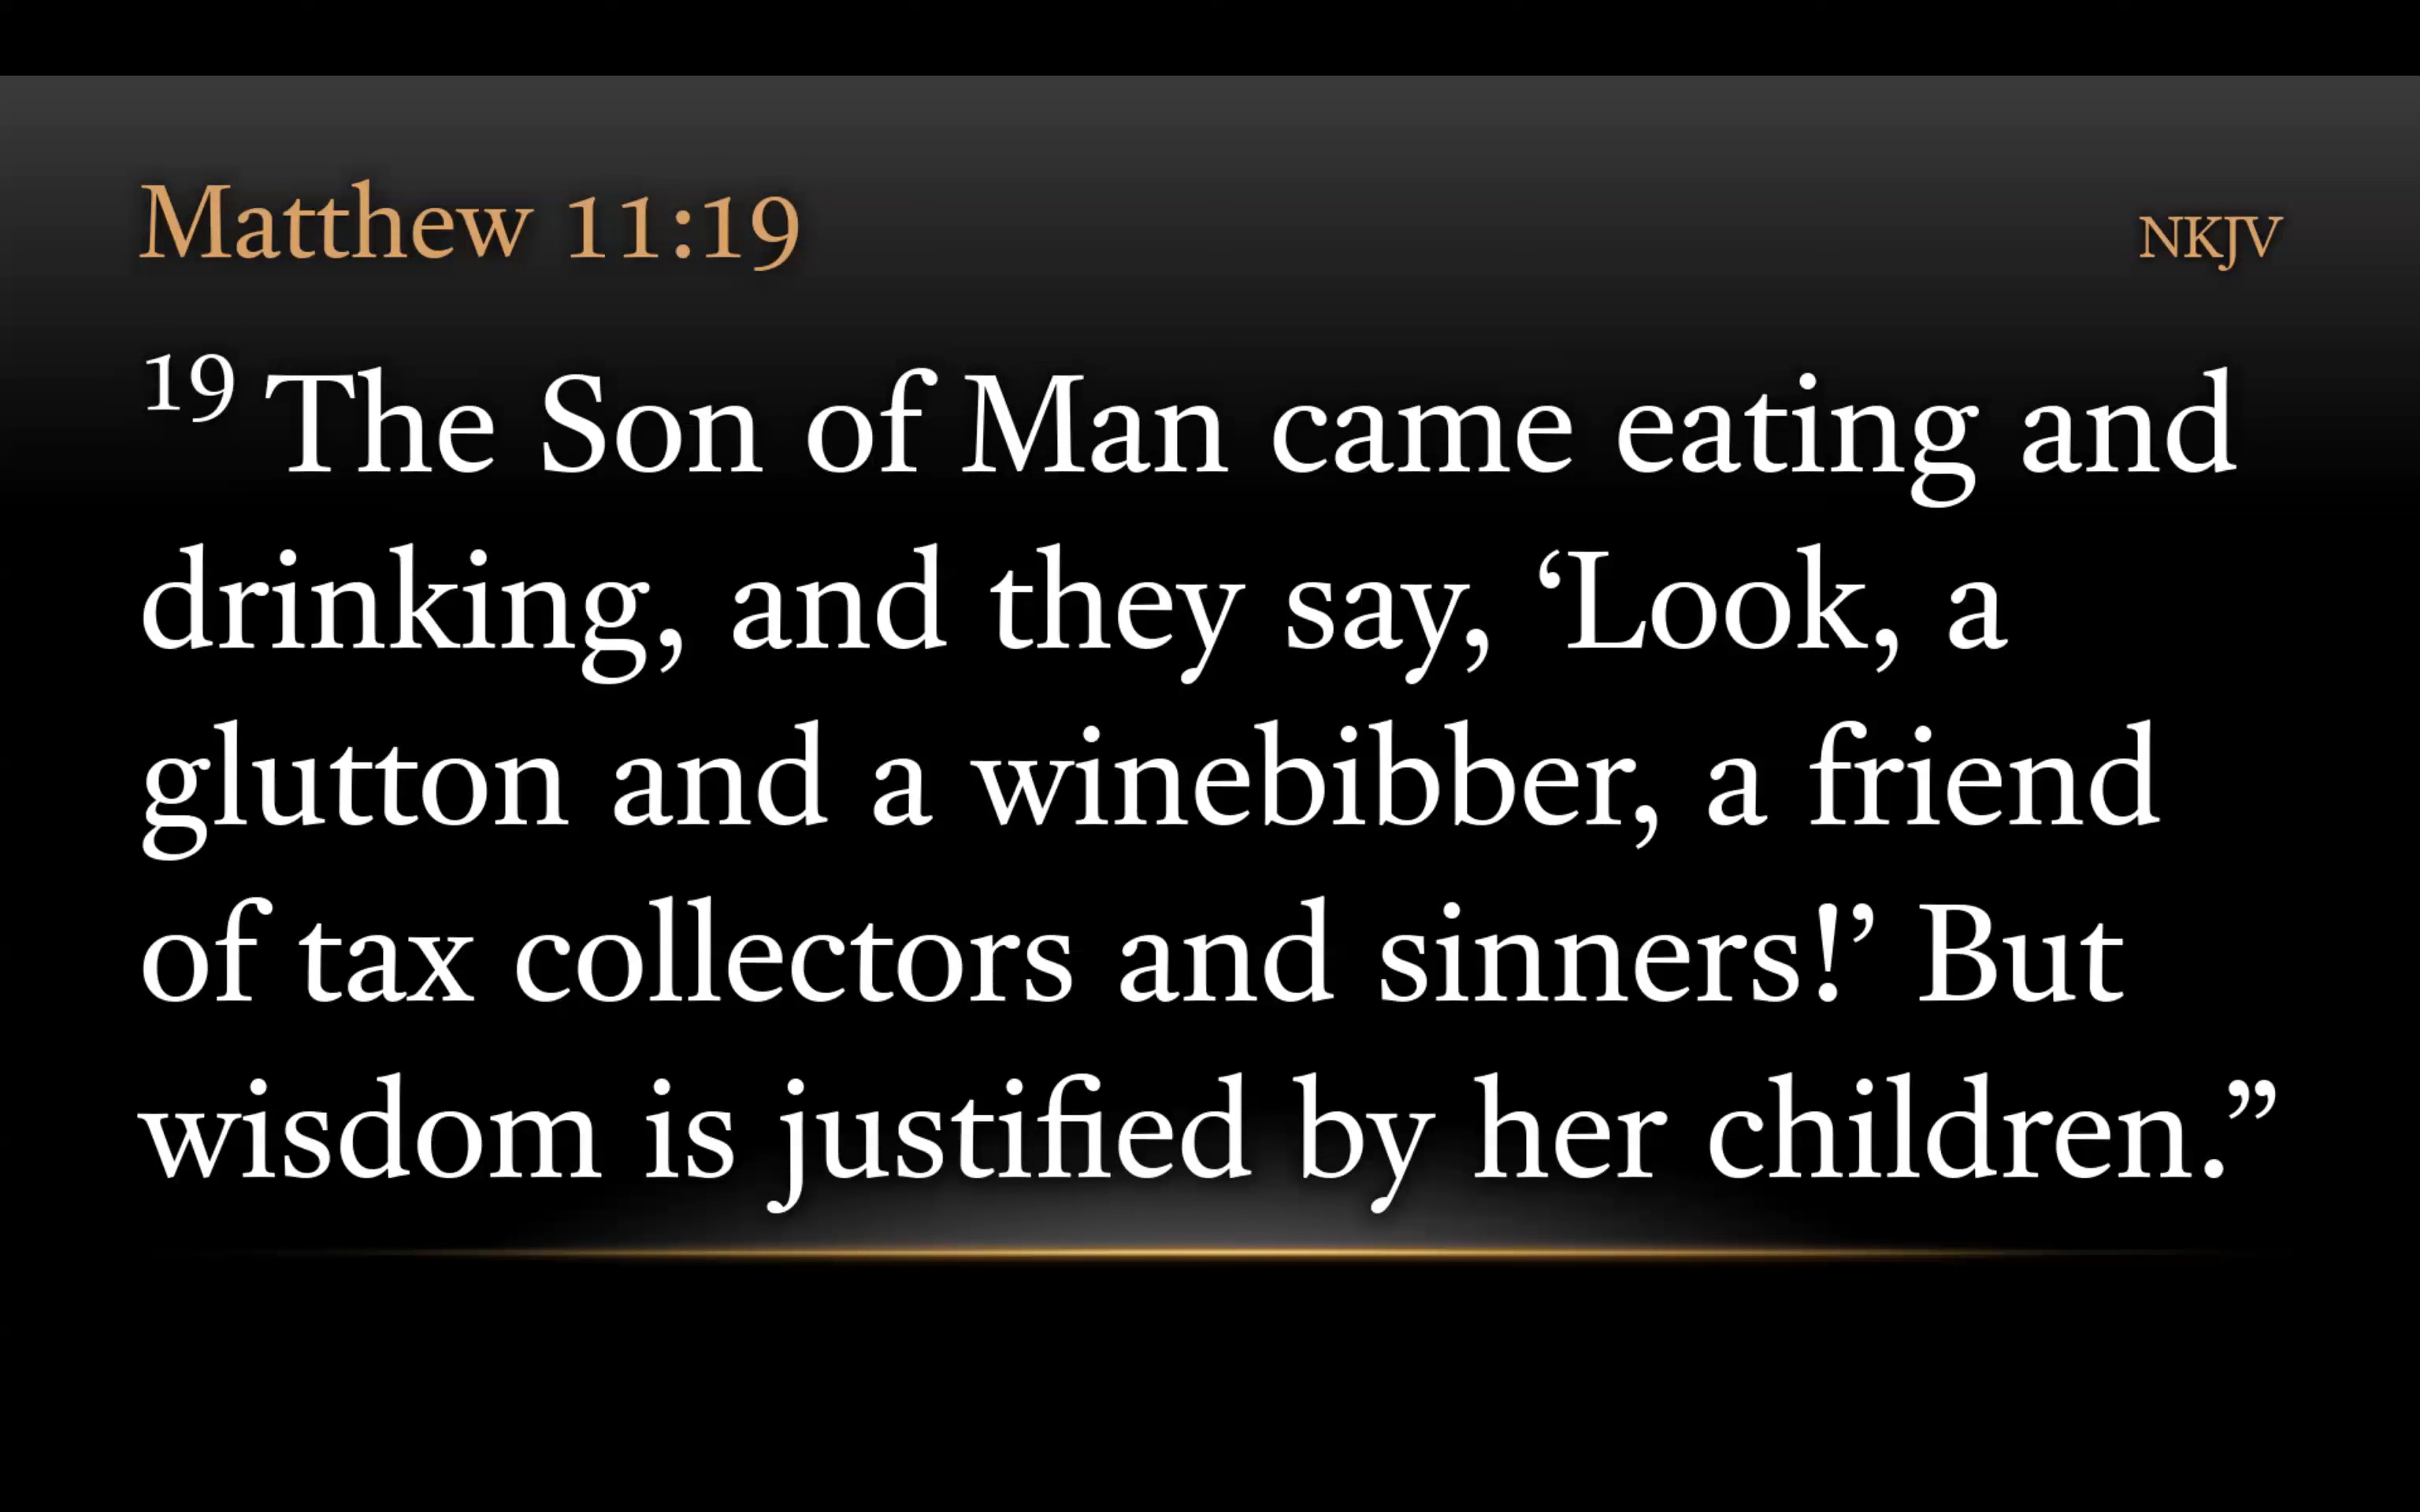 Matthew 11:19 NKJV
19 The Son of Man came eating and
drinking, and they say, ‘Look, a
glutton and a winebibber, a friend
of tax collectors and sinners!’ But
wisdom is justified by her children.”